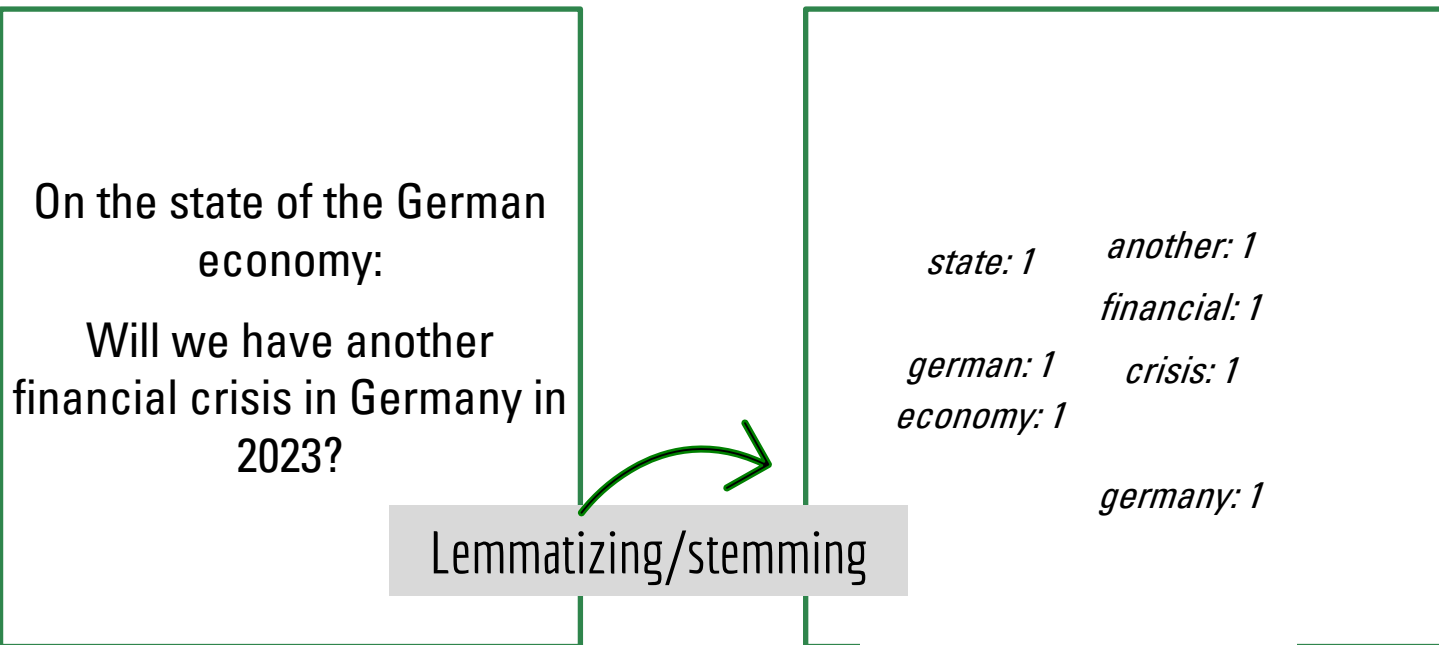 On the state of the German
economy:
Will we have another
financial crisis in Germany in
2023?
Lemmatizing/stemming
state: 1
german: 1
economy: 1
another: 1
financial: 1
crisis: 1
germany: 1